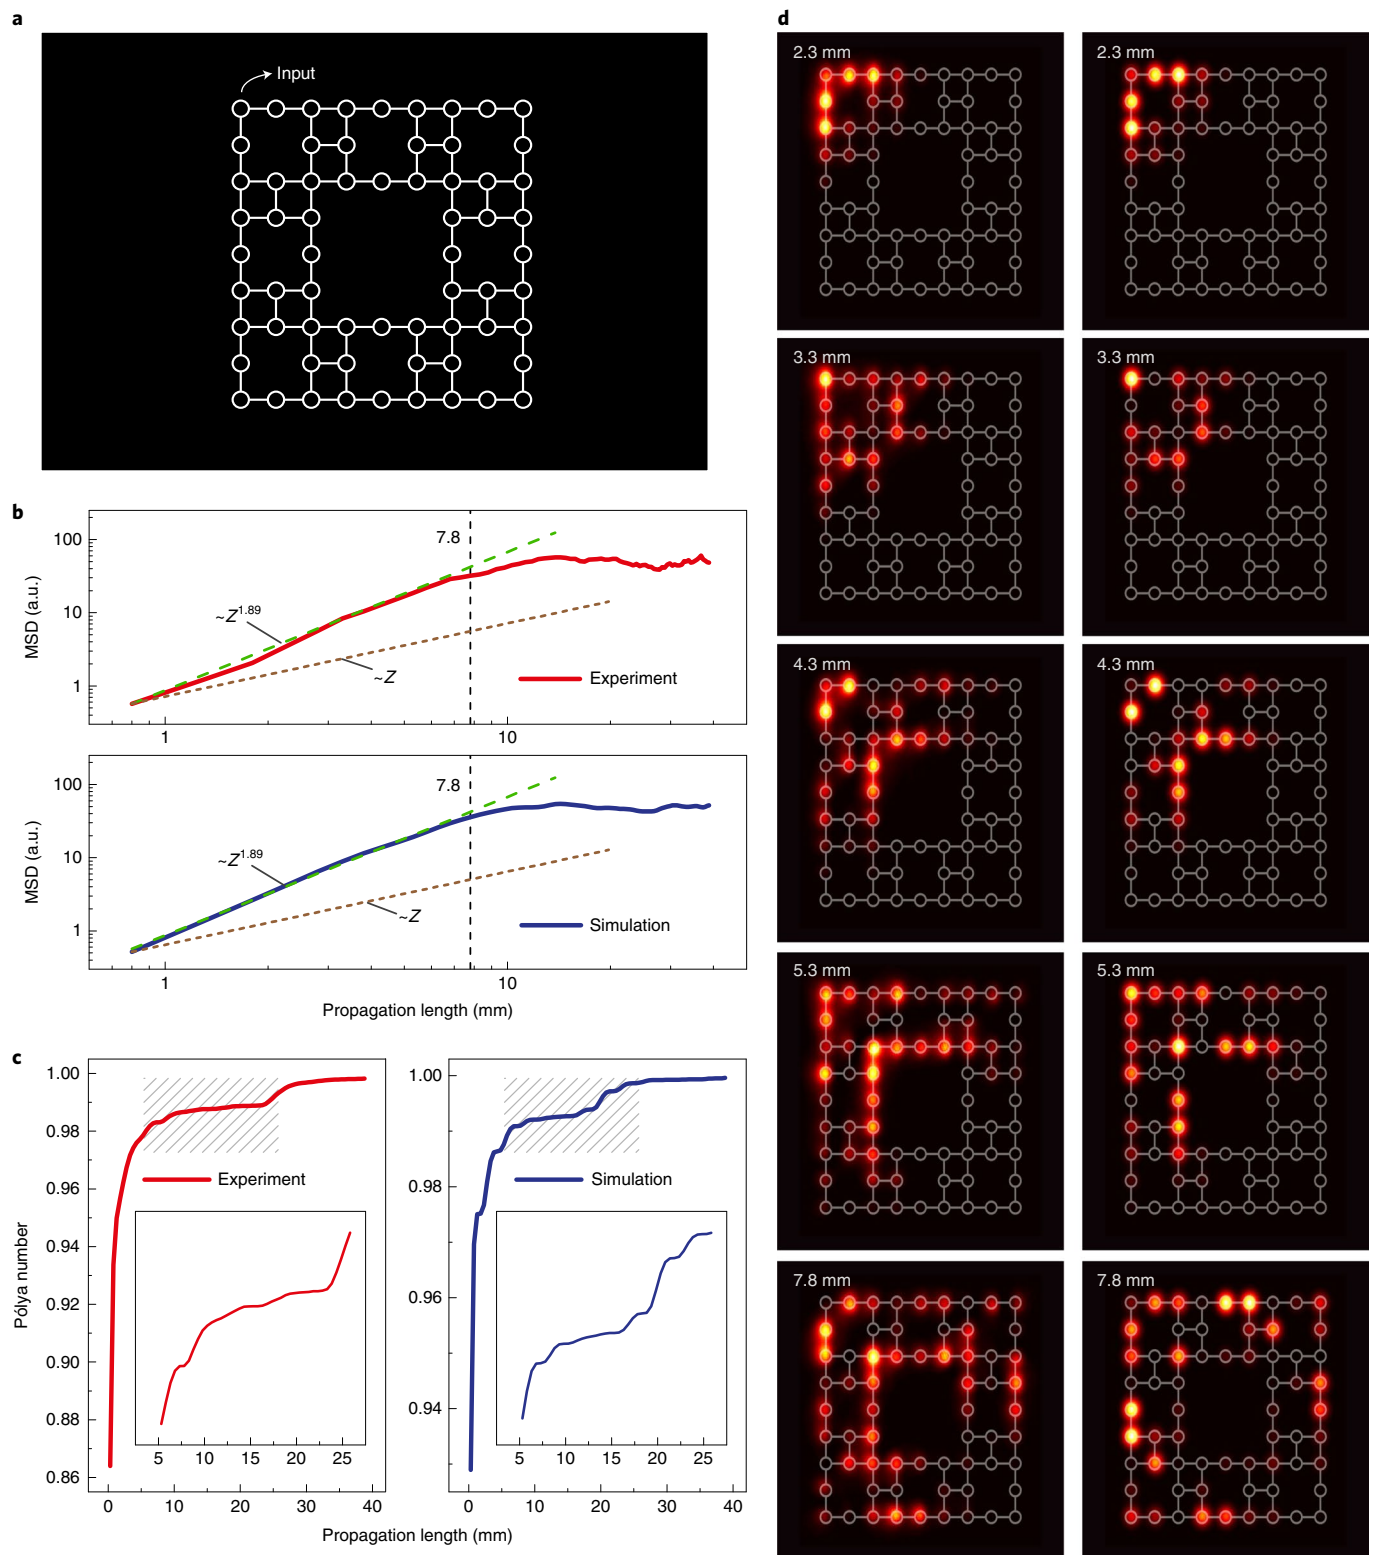 a
Input
b
100
10
1
MSD (a.u.)
7.8
~Z^1.89
~Z
Experiment
1
10
100
10
1
MSD (a.u.)
7.8
~Z^1.89
~Z
Simulation
1
10
Propagation length (mm)
c
1.00
0.98
0.96
0.94
0.92
0.90
0.88
0.86
Pólya number
Experiment
5
10
15
20
25
0
10
20
30
40
1.00
0.98
0.96
0.94
Simulation
5
10
15
20
25
0
10
20
30
40
Propagation length (mm)
Propagation length (mm)
d
2.3 mm
2.3 mm
3.3 mm
3.3 mm
4.3 mm
4.3 mm
5.3 mm
5.3 mm
7.8 mm
7.8 mm